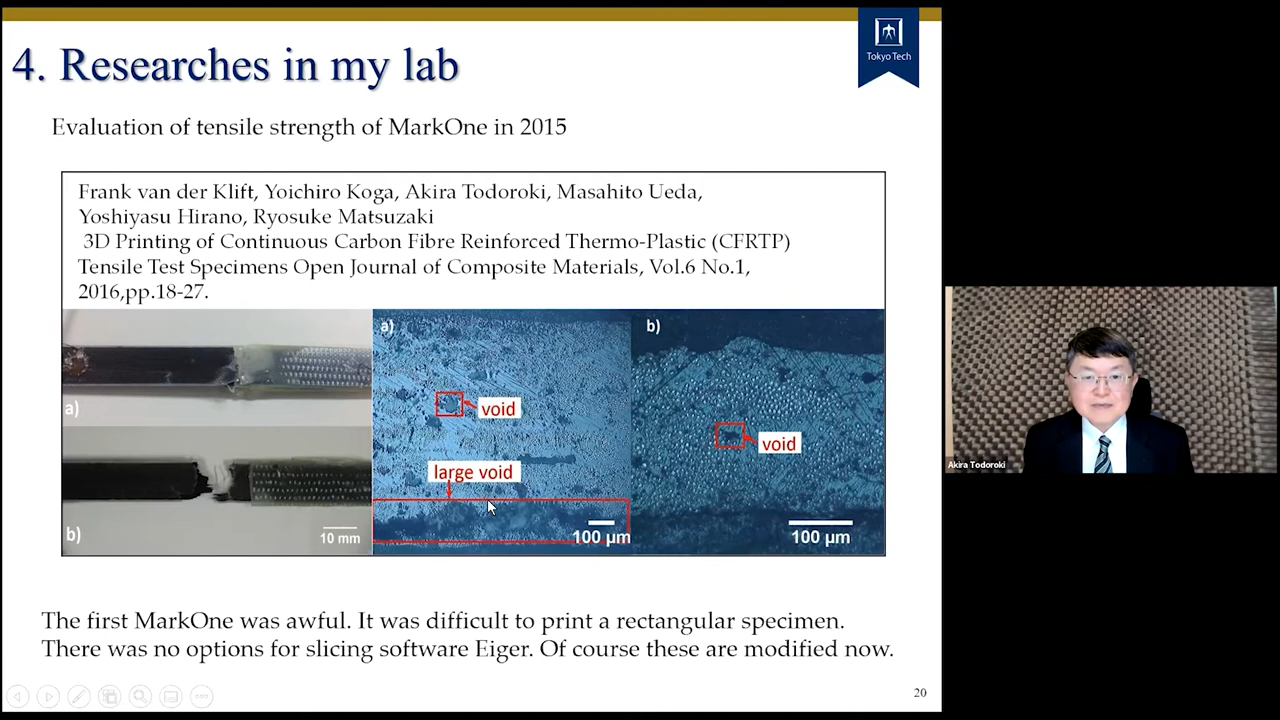 4. Researches in my lab
Tokyo Tech
Evaluation of tensile strength of MarkOne in 2015
Frank van der Klift, Yoichiro Koga, Akira Todoroki, Masahito Ueda,
Yoshiyasu Hirano, Ryosuke Matsuzaki
3D Printing of Continuous Carbon Fibre Reinforced Thermo-Plastic (CFRTP)
Tensile Test Specimens Open Journal of Composite Materials, Vol.6 No.1,
2016,pp.18-27.
a)
b)
10 mm
a)
void
large void
100 µm
b)
void
100 µm
The first MarkOne was awful. It was difficult to print a rectangular specimen.
There was no options for slicing software Eiger. Of course these are modified now.
20
Akira Todoroki